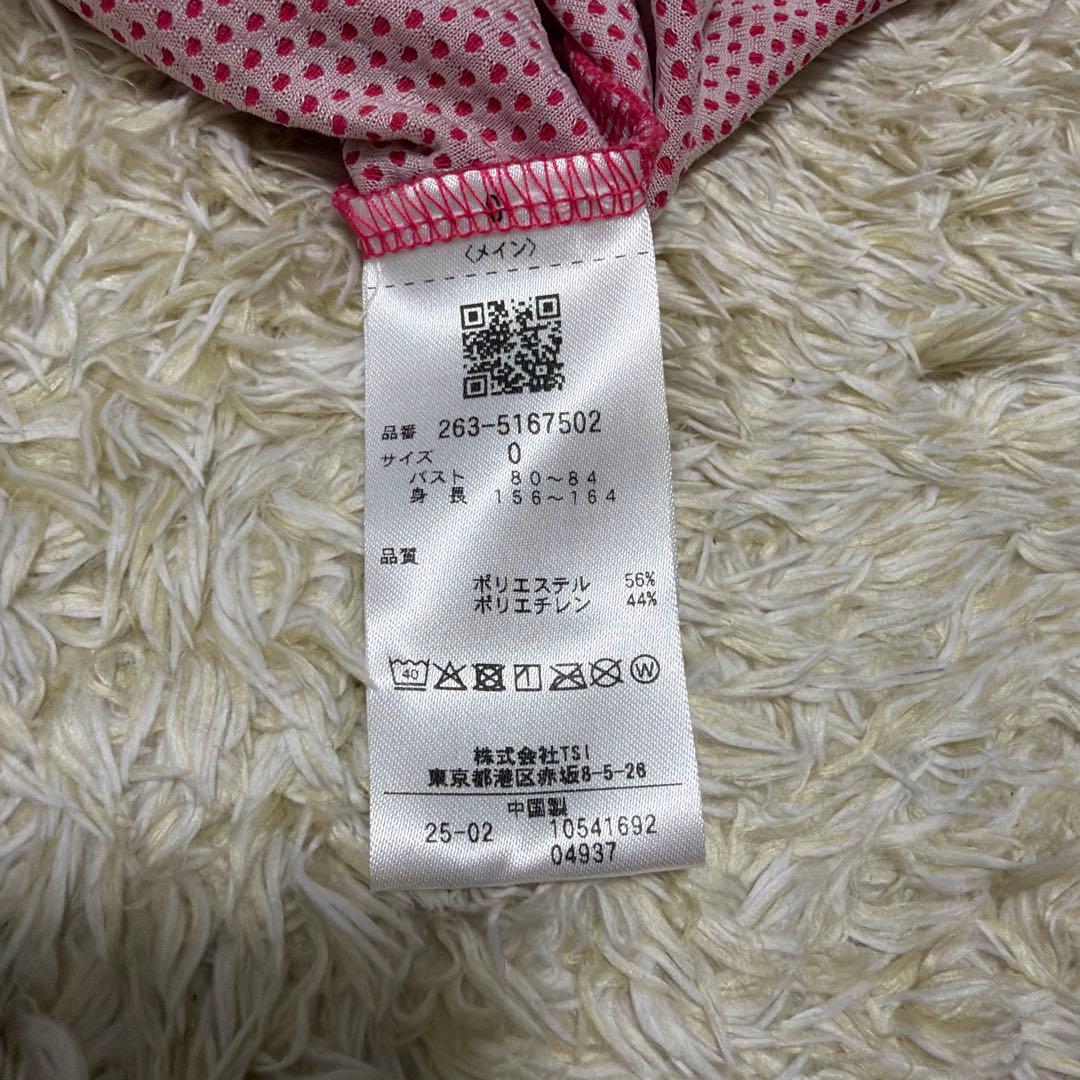 0
〈メイン〉
品番 263-5167502
サイズ 0
バスト 80～84
身長 156～164
品質
ポリエステル 56%
ポリエチレン 44%
40
W
株式会社TSI
東京都港区赤坂8-5-26
中国製
25-02 10541692
04937